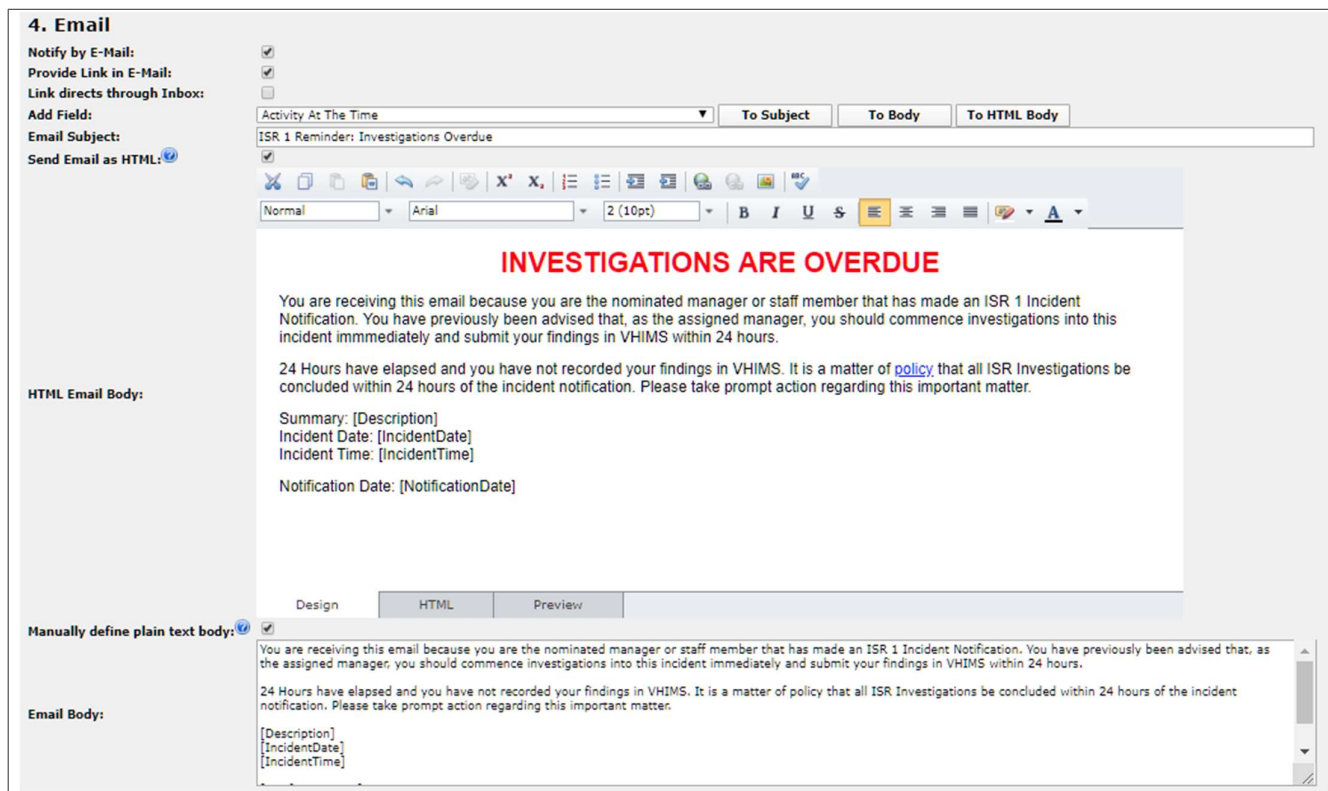 4. Email
Notify by E-Mail:
Provide Link in E-Mail:
Link directs through Inbox:
Add Field: Activity At The Time To Subject To Body To HTML Body
Email Subject: ISR 1 Reminder: Investigations Overdue
Send Email as HTML:
ABC
Normal Arial 2 (10pt) B I U S A
INVESTIGATIONS ARE OVERDUE
You are receiving this email because you are the nominated manager or staff member that has made an ISR 1 Incident
Notification. You have previously been advised that, as the assigned manager, you should commence investigations into this
incident immmediately and submit your findings in VHIMS within 24 hours.
24 Hours have elapsed and you have not recorded your findings in VHIMS. It is a matter of policy that all ISR Investigations be
concluded within 24 hours of the incident notification. Please take prompt action regarding this important matter.
HTML Email Body:
Summary: [Description]
Incident Date: [IncidentDate]
Incident Time: [IncidentTime]
Notification Date: [NotificationDate]
Design HTML Preview
Manually define plain text body:
You are receiving this email because you are the nominated manager or staff member that has made an ISR 1 Incident Notification. You have previously been advised that, as
the assigned manager, you should commence investigations into this incident immediately and submit your findings in VHIMS within 24 hours.
24 Hours have elapsed and you have not recorded your findings in VHIMS. It is a matter of policy that all ISR Investigations be concluded within 24 hours of the incident
notification. Please take prompt action regarding this important matter.
Email Body:
[Description]
[IncidentDate]
[IncidentTime]